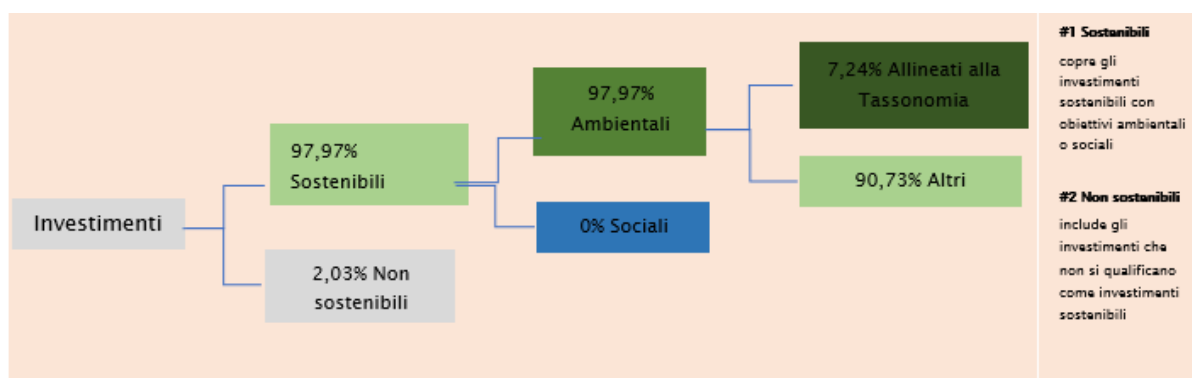 Investimenti
97,97%
Sostenibili
2,03% Non
sostenibili
97,97%
Ambientali
0% Sociali
7,24% Allineati alla
Tassonomia
90,73% Altri
#1 Sostenibili
copre gli
investimenti
sostenibili con
obiettivi ambientali
o sociali
#2 Non sostenibili
include gli
investimenti che
non si qualificano
come investimenti
sostenibili